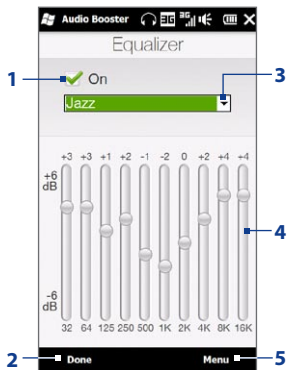 Audio Booster
Equalizer
1
On
3
Jazz
+3 +3 +1 +2 -1 -2 0 +2 +4 +4
+6
dB
4
-6
dB
32 64 125 250 500 1K 2K 4K 8K 16K
2 Done Menu 5